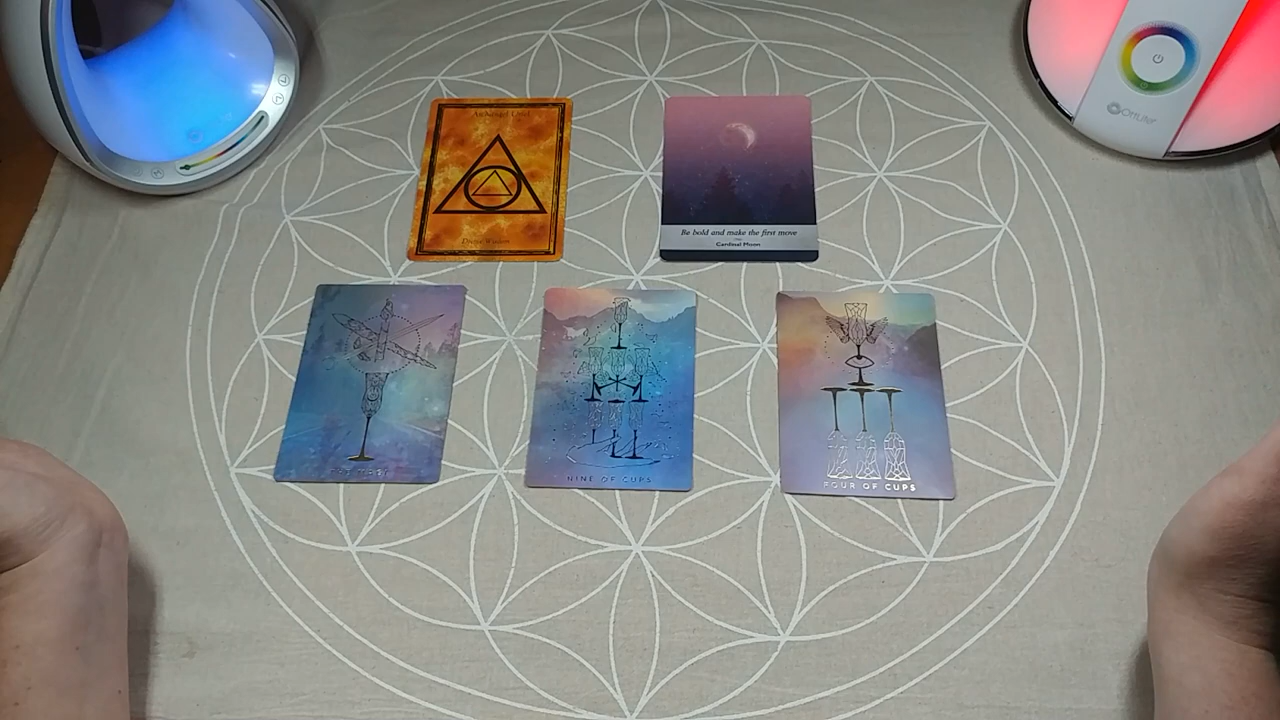 Archangel Uriel
Divine Wisdom
Be bold and make the first move
Cardinal Moon
OttLite
NINE OF CUPS
FOUR OF CUPS